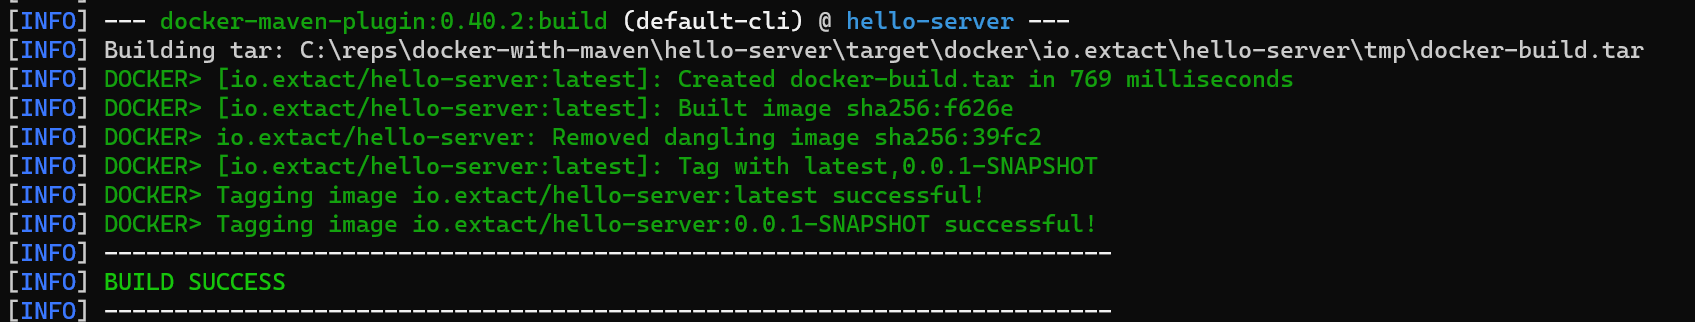 [INFO] --- docker-maven-plugin:0.40.2:build (default-cli) @ hello-server ---
[INFO] Building tar: C:\reps\docker-with-maven\hello-server\target\docker\io.extact\hello-server\tmp\docker-build.tar
[INFO] DOCKER> [io.extact/hello-server:latest]: Created docker-build.tar in 769 milliseconds
[INFO] DOCKER> [io.extact/hello-server:latest]: Built image sha256:f626e
[INFO] DOCKER> io.extact/hello-server: Removed dangling image sha256:39fc2
[INFO] DOCKER> [io.extact/hello-server:latest]: Tag with latest,0.0.1-SNAPSHOT
[INFO] DOCKER> Tagging image io.extact/hello-server:latest successful!
[INFO] DOCKER> Tagging image io.extact/hello-server:0.0.1-SNAPSHOT successful!
[INFO] ------------------------------------------------------------------------
[INFO] BUILD SUCCESS
[INFO] ------------------------------------------------------------------------